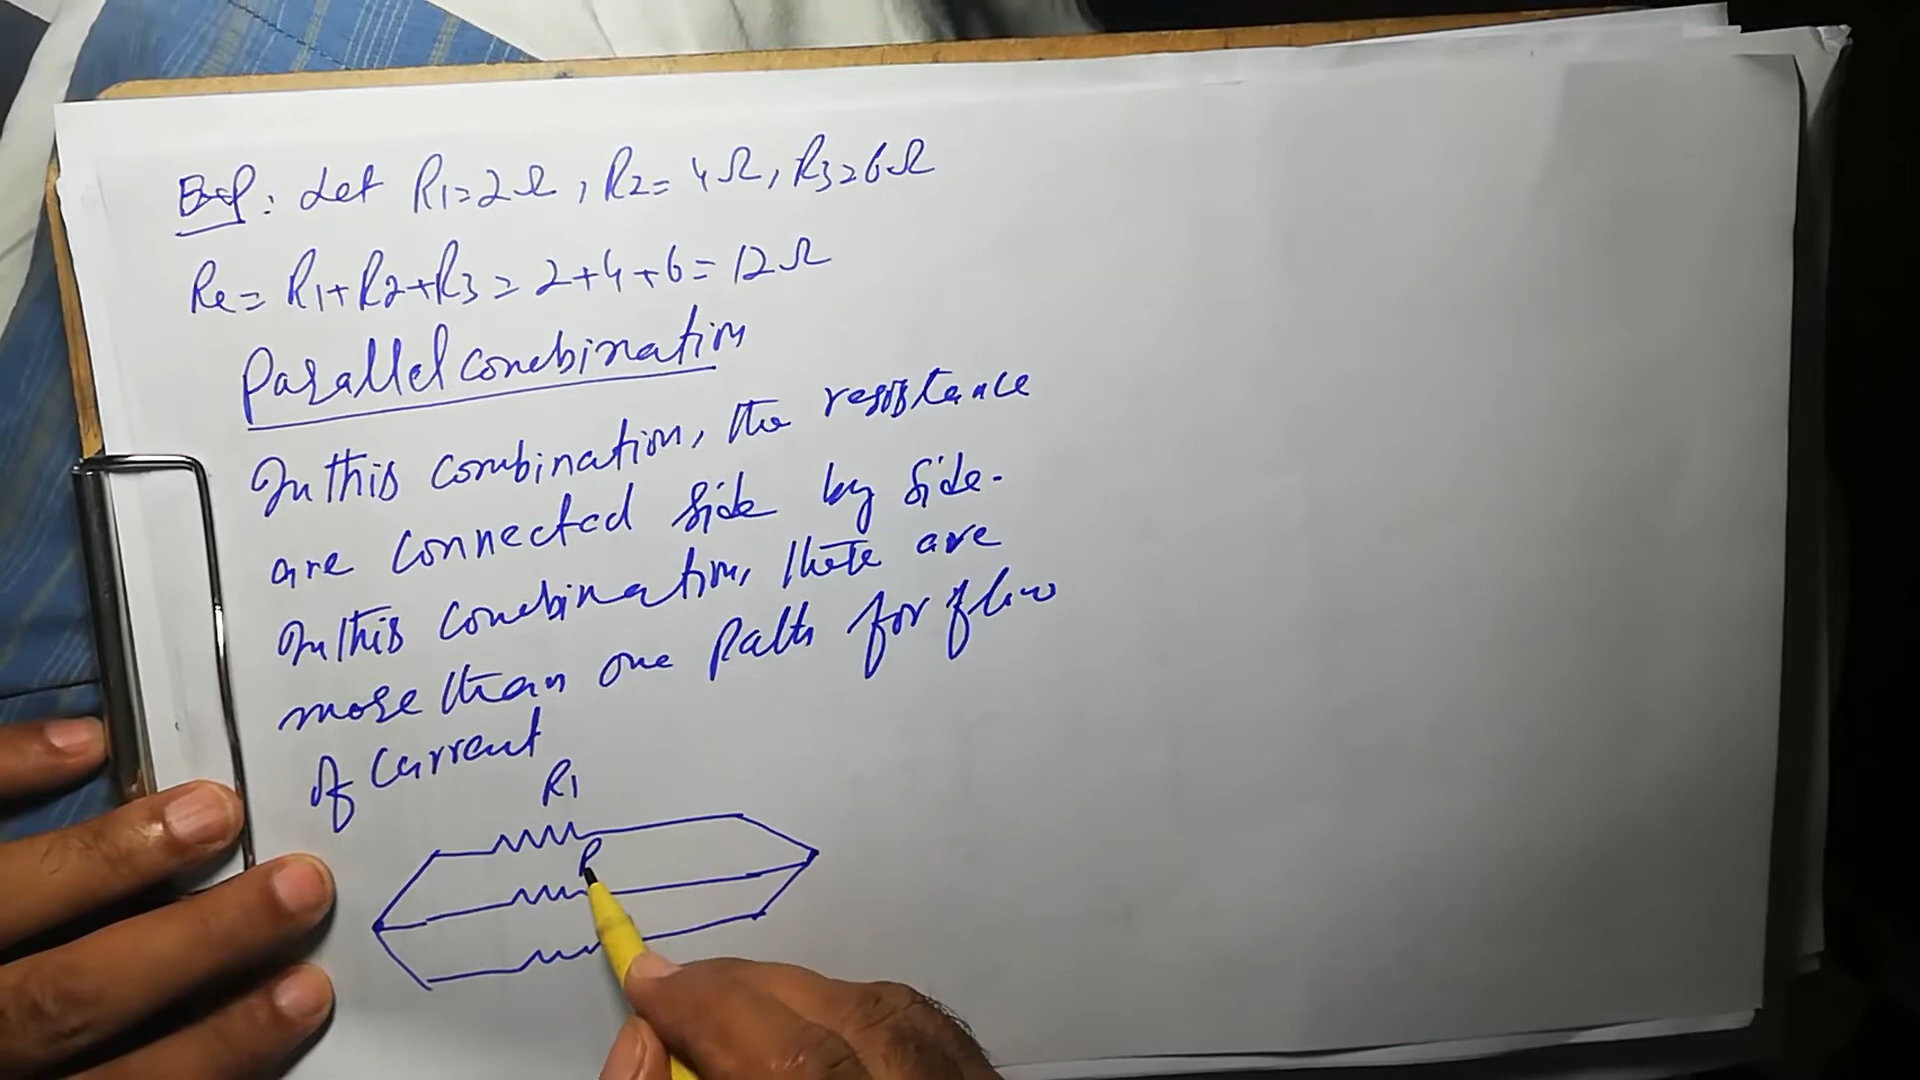 Exp: Let R1=2Ω, R2=4Ω, R3=6Ω
Re= R1+R2+R3=2+4+6=12Ω
Parallel combination
In this combination, the resistance
are connected side by side.
In this combination, there are
more than one path for flow
of current
R1
R